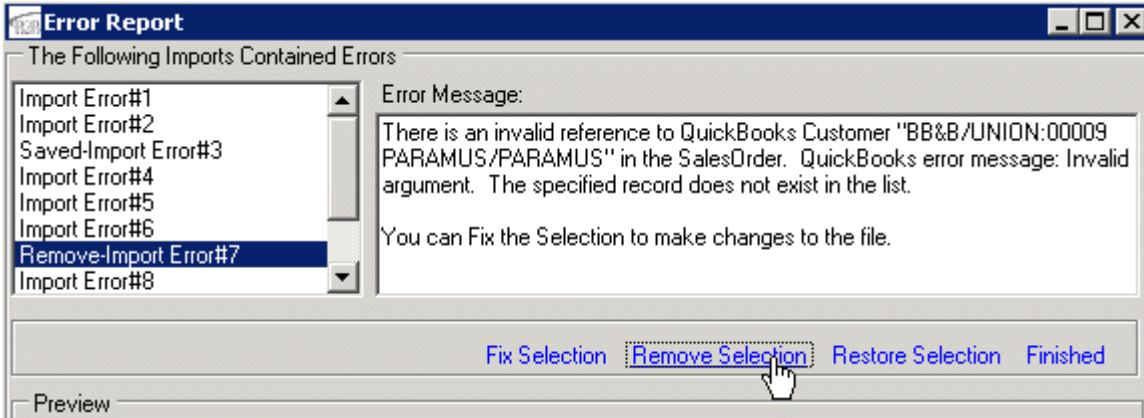 Error Report
The Following Imports Contained Errors
Import Error#1
Import Error#2
Saved-Import Error#3
Import Error#4
Import Error#5
Import Error#6
Remove-Import Error#7
Import Error#8
Error Message:
There is an invalid reference to QuickBooks Customer "BB&B/UNION:00009
PARAMUS/PARAMUS" in the SalesOrder.  QuickBooks error message: Invalid
argument.  The specified record does not exist in the list.
You can Fix the Selection to make changes to the file.
Fix Selection Remove Selection Restore Selection Finished
Preview